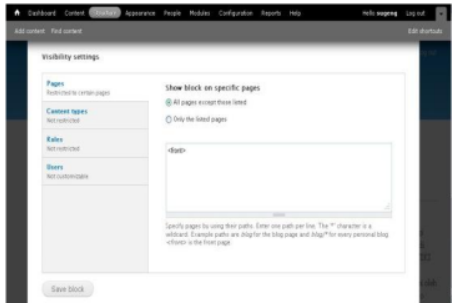 Dashboard Content Structure Appearance People Modules Configuration Reports Help Hello sugeng Log out
Add content Find content Edit shortcuts
Visibility settings
Pages
Restricted to certain pages
Show block on specific pages
All pages except those listed
Content types
Not restricted
Only the listed pages
Roles
Not restricted
<front>
Users
Not customizable
Specify pages by using their paths. Enter one path per line. The '*' character is a
wildcard. Example paths are blog for the blog page and blog/* for every personal blog.
<front> is the front page.
Save block